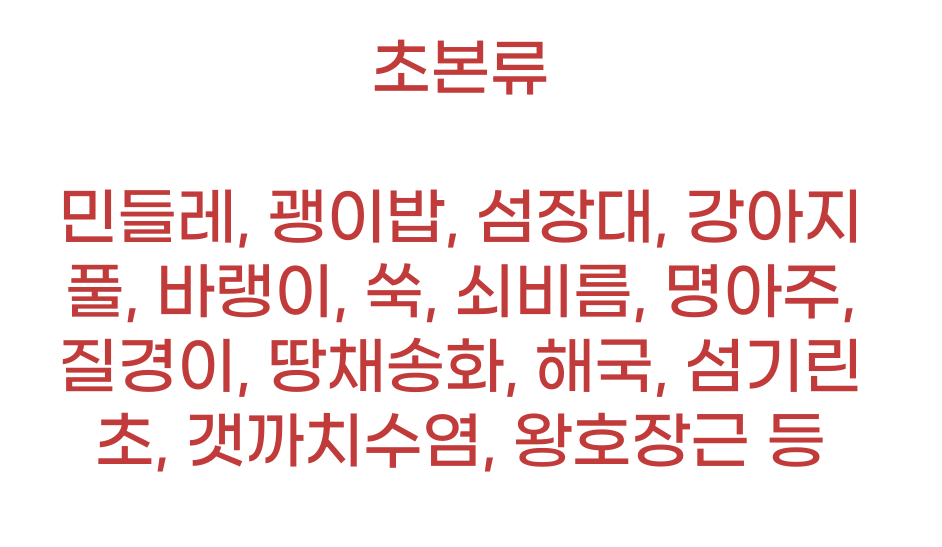 초본류
민들레, 괭이밥, 섬장대, 강아지
풀, 바랭이, 쑥, 쇠비름, 명아주,
질경이, 땅채송화, 해국, 섬기린
초, 갯까치수염, 왕호장근 등